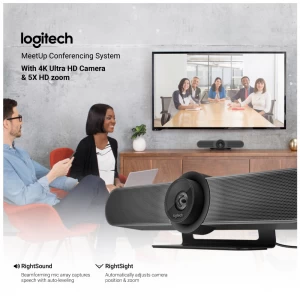 logitech
MeetUp Conferencing System
With 4K Ultra HD Camera
& 5X HD zoom
logitech
RightSound
Beamforming mic array captures
speech with auto-leveling
RightSight
Automatically adjusts camera
position & zoom